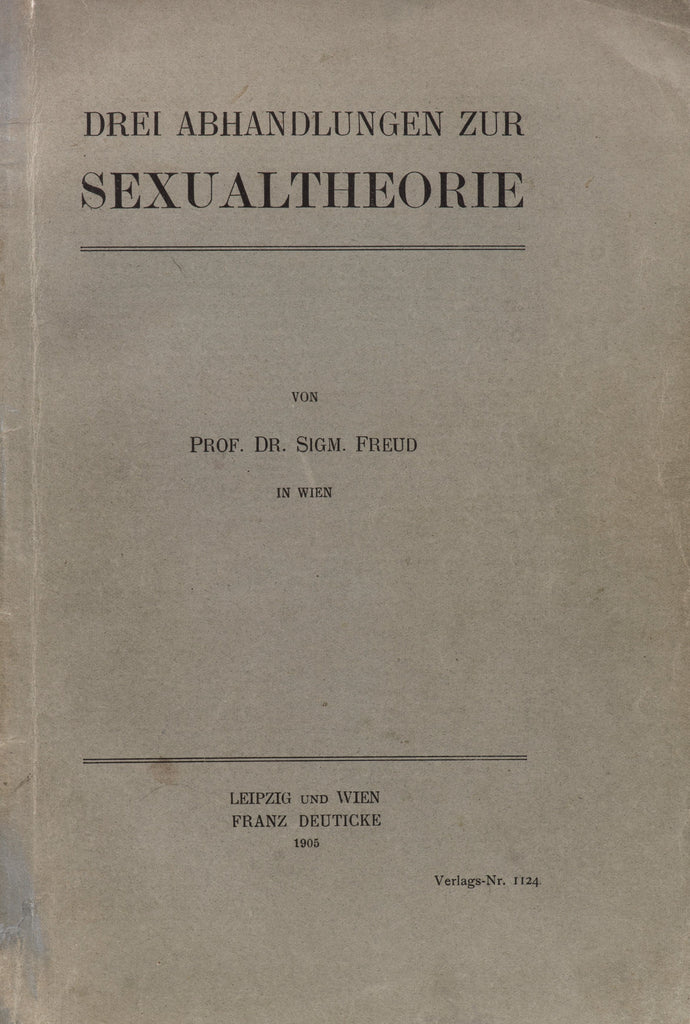 DREI ABHANDLUNGEN ZUR
SEXUALTHEORIE
VON
PROF. DR. SIGM. FREUD
IN WIEN
LEIPZIG UND WIEN
FRANZ DEUTICKE
1905
Verlags-Nr. 1124.